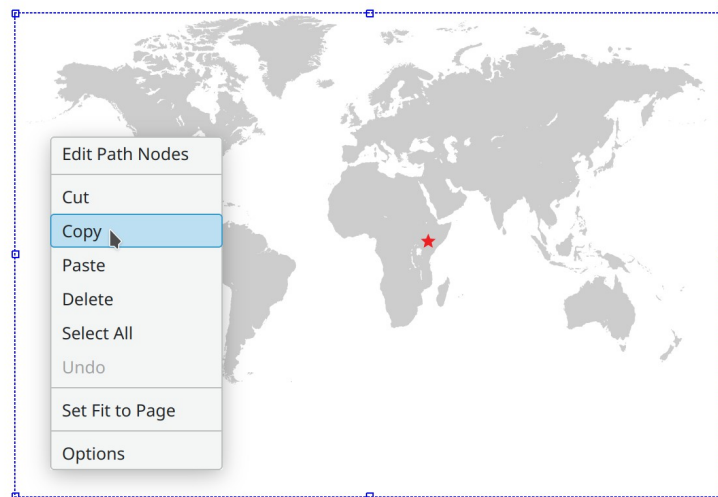 Edit Path Nodes
Cut
Copy
Paste
Delete
Select All
Undo
Set Fit to Page
Options